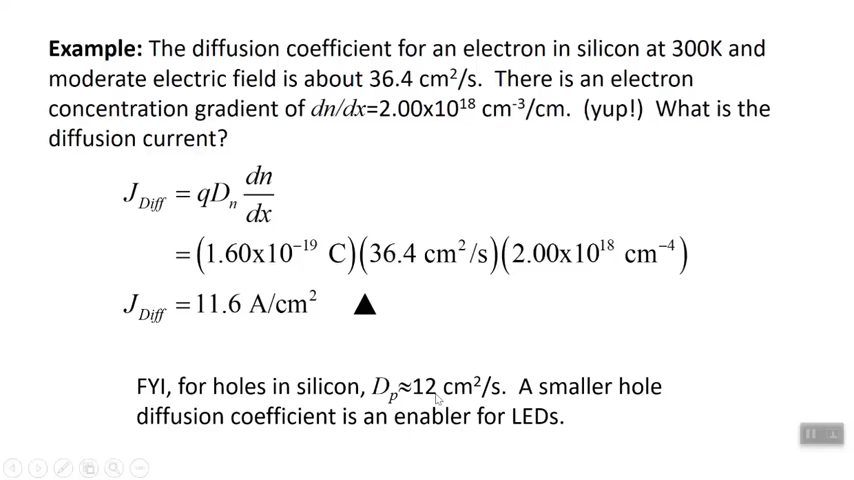 Example: The diffusion coefficient for an electron in silicon at 300K and
moderate electric field is about 36.4 cm²/s. There is an electron
concentration gradient of dn/dx=2.00x10¹⁸ cm⁻³/cm. (yup!) What is the
diffusion current?
J_Diff = qD_n dn/dx
= (1.60x10⁻¹⁹ C)(36.4 cm²/s)(2.00x10¹⁸ cm⁻⁴)
J_Diff = 11.6 A/cm² ▲
FYI, for holes in silicon, D_p≈12 cm²/s. A smaller hole
diffusion coefficient is an enabler for LEDs.